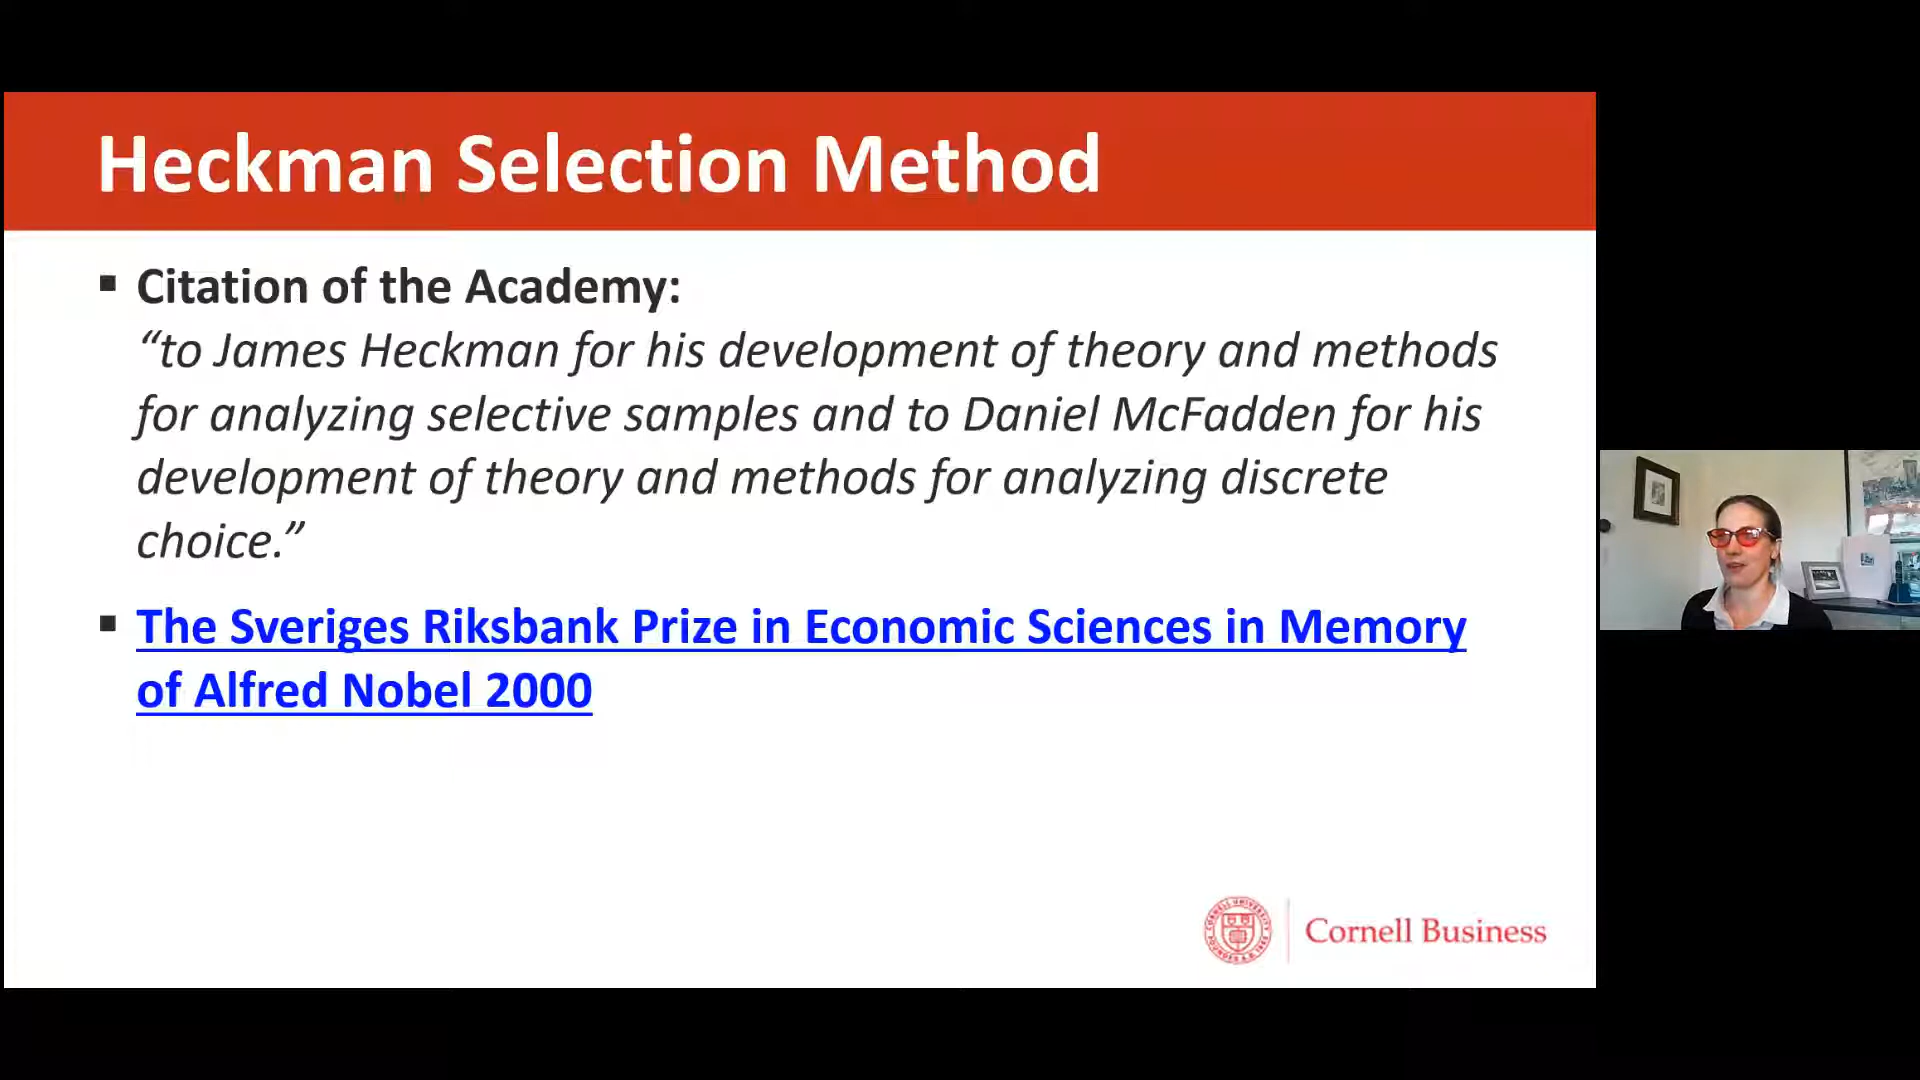 Heckman Selection Method
▪ Citation of the Academy:
“to James Heckman for his development of theory and methods
for analyzing selective samples and to Daniel McFadden for his
development of theory and methods for analyzing discrete
choice.”
▪ The Sveriges Riksbank Prize in Economic Sciences in Memory
of Alfred Nobel 2000
Cornell Business